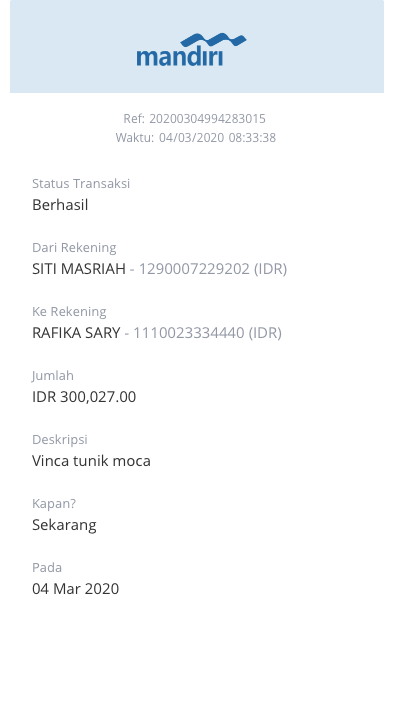 mandiri
Ref: 20200304994283015
Waktu: 04/03/2020 08:33:38
Status Transaksi
Berhasil
Dari Rekening
SITI MASRIAH - 1290007229202 (IDR)
Ke Rekening
RAFIKA SARY - 1110023334440 (IDR)
Jumlah
IDR 300,027.00
Deskripsi
Vinca tunik moca
Kapan?
Sekarang
Pada
04 Mar 2020